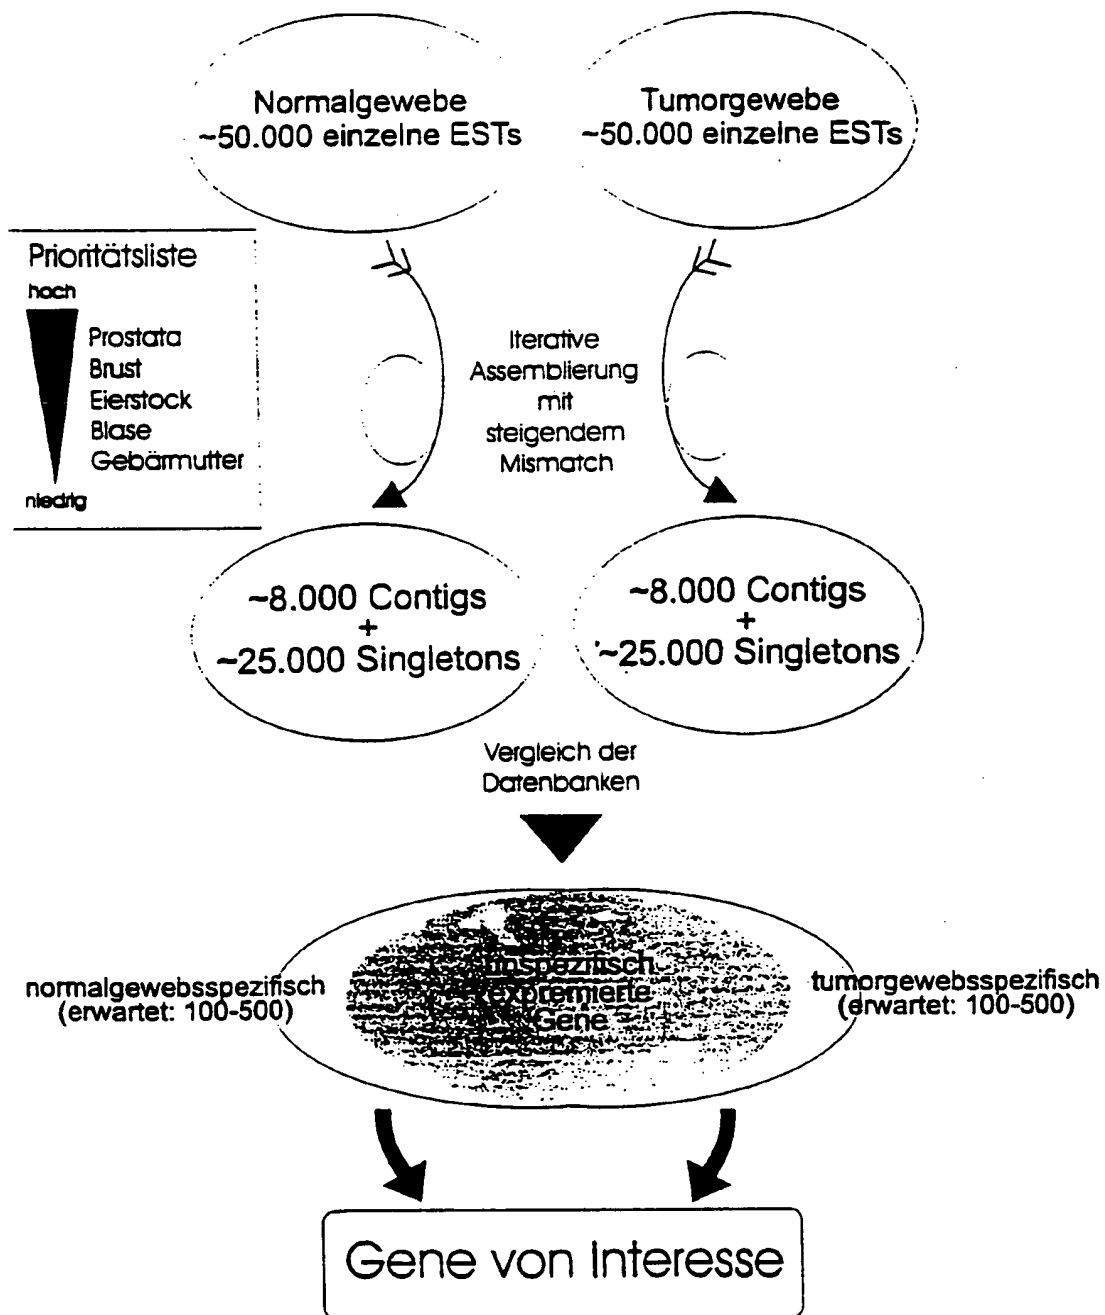 Normalgewebe
~50.000 einzelne ESTs
Tumorgewebe
~50.000 einzelne ESTs
Prioritätsliste
hoch
Prostata
Brust
Eierstock
Blase
Gebärmutter
niedrig
Iterative
Assemblierung
mit
steigendem
Mismatch
~8.000 Contigs
+
~25.000 Singletons
~8.000 Contigs
+
~25.000 Singletons
Vergleich der
Datenbanken
normalgewebsspezifisch
(erwartet: 100-500)
unspezifisch
expremierte
Gene
tumorgewebsspezifisch
(erwartet: 100-500)
Gene von Interesse